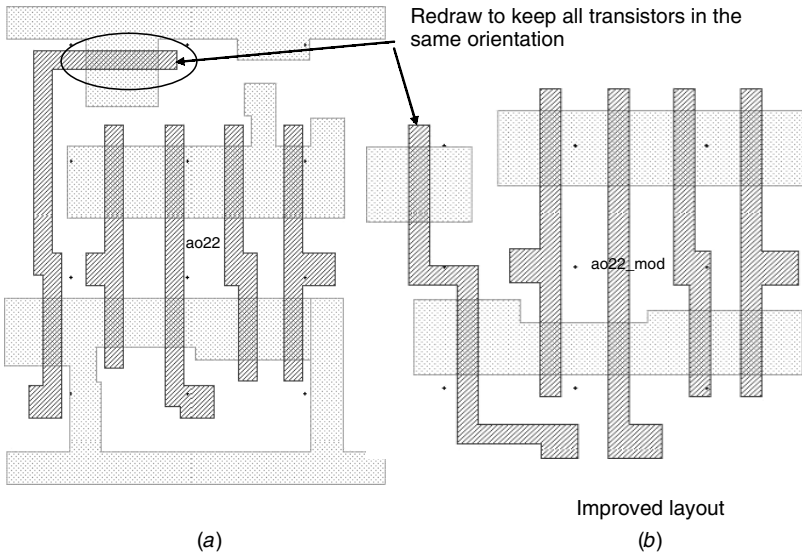 Redraw to keep all transistors in the
same orientation
ao22
ao22_mod
Improved layout
(a)
(b)